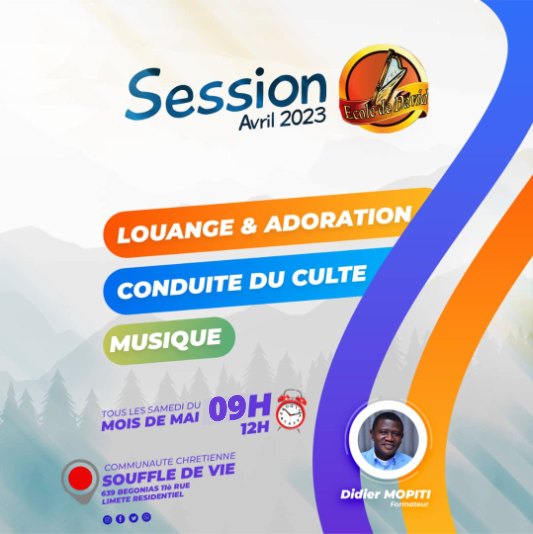 Session
Avril 2023
Ecole de David
LOUANGE & ADORATION
CONDUITE DU CULTE
MUSIQUE
TOUS LES SAMEDI DU
MOIS DE MAI
09H
12H
COMMUNAUTE CHRETIENNE
SOUFFLE DE VIE
639 BEGONIAS 11è RUE
LIMETE RESIDENTIEL
Didier MOPITI
Formateur